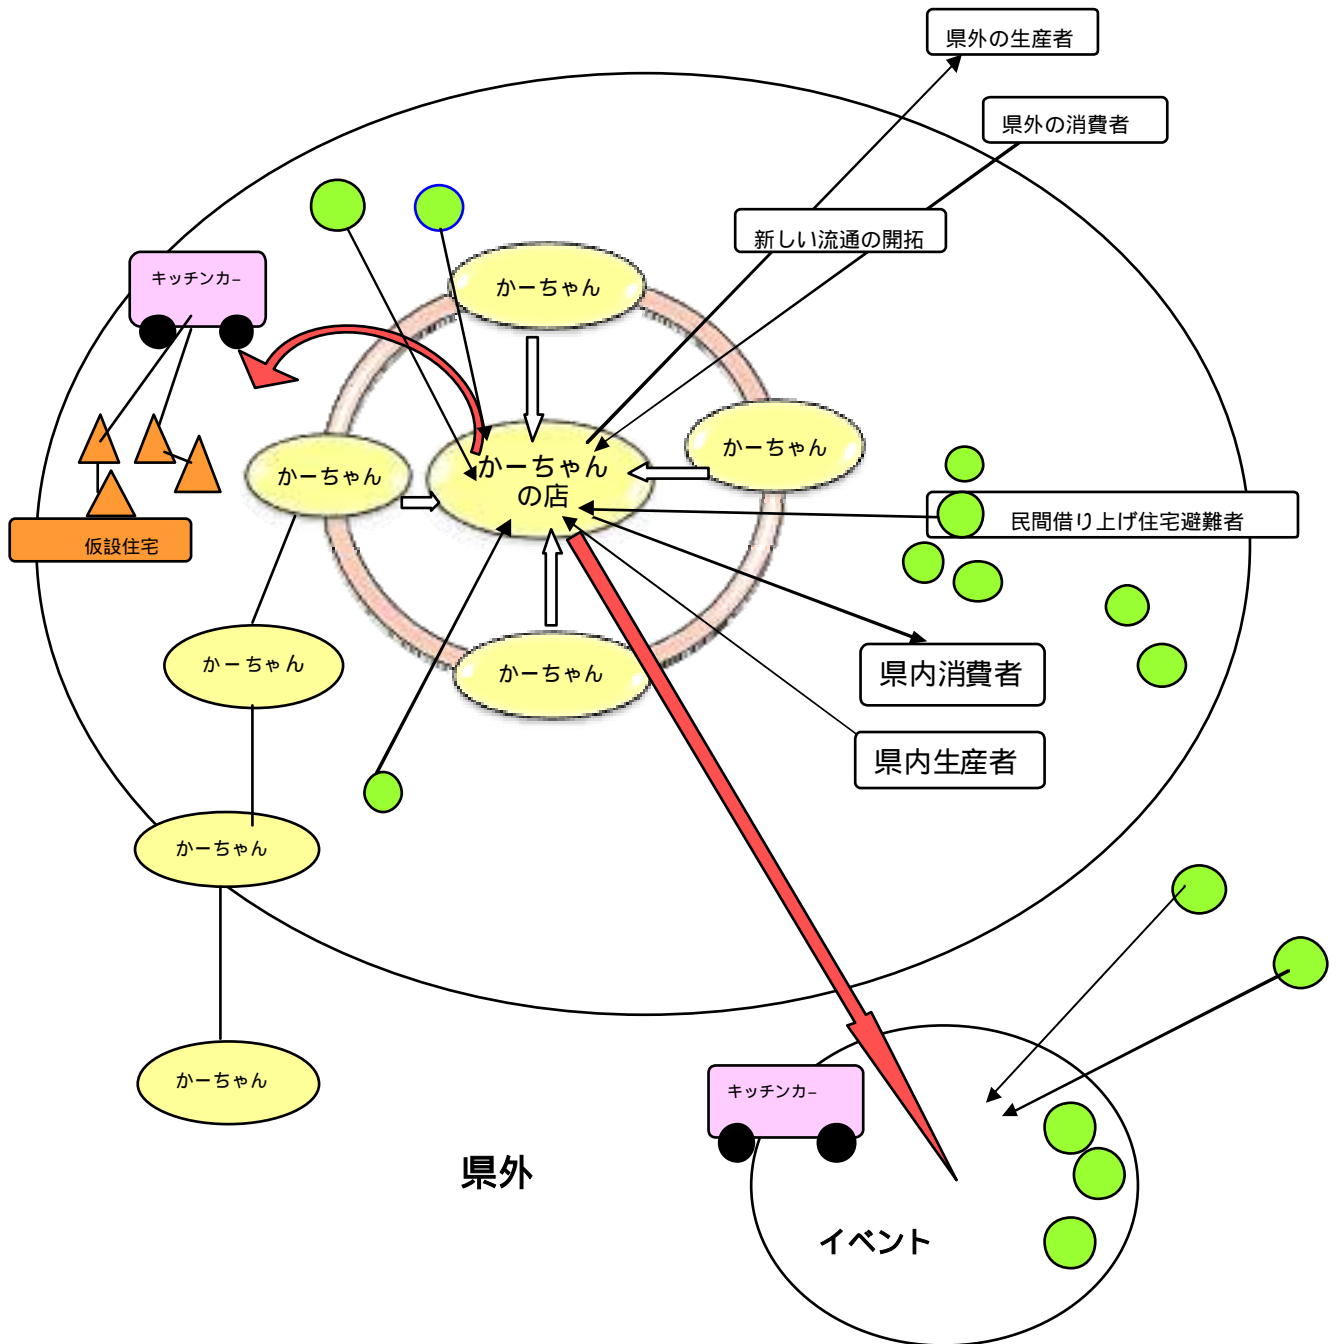 県外の生産者
県外の消費者
新しい流通の開拓
キッチンカ－
かーちゃん
かーちゃん
かーちゃん
かーちゃん
の店
民間借り上げ住宅避難者
仮設住宅
かーちゃん
かーちゃん
県内消費者
県内生産者
かーちゃん
かーちゃん
キッチンカ－
県外
イベント